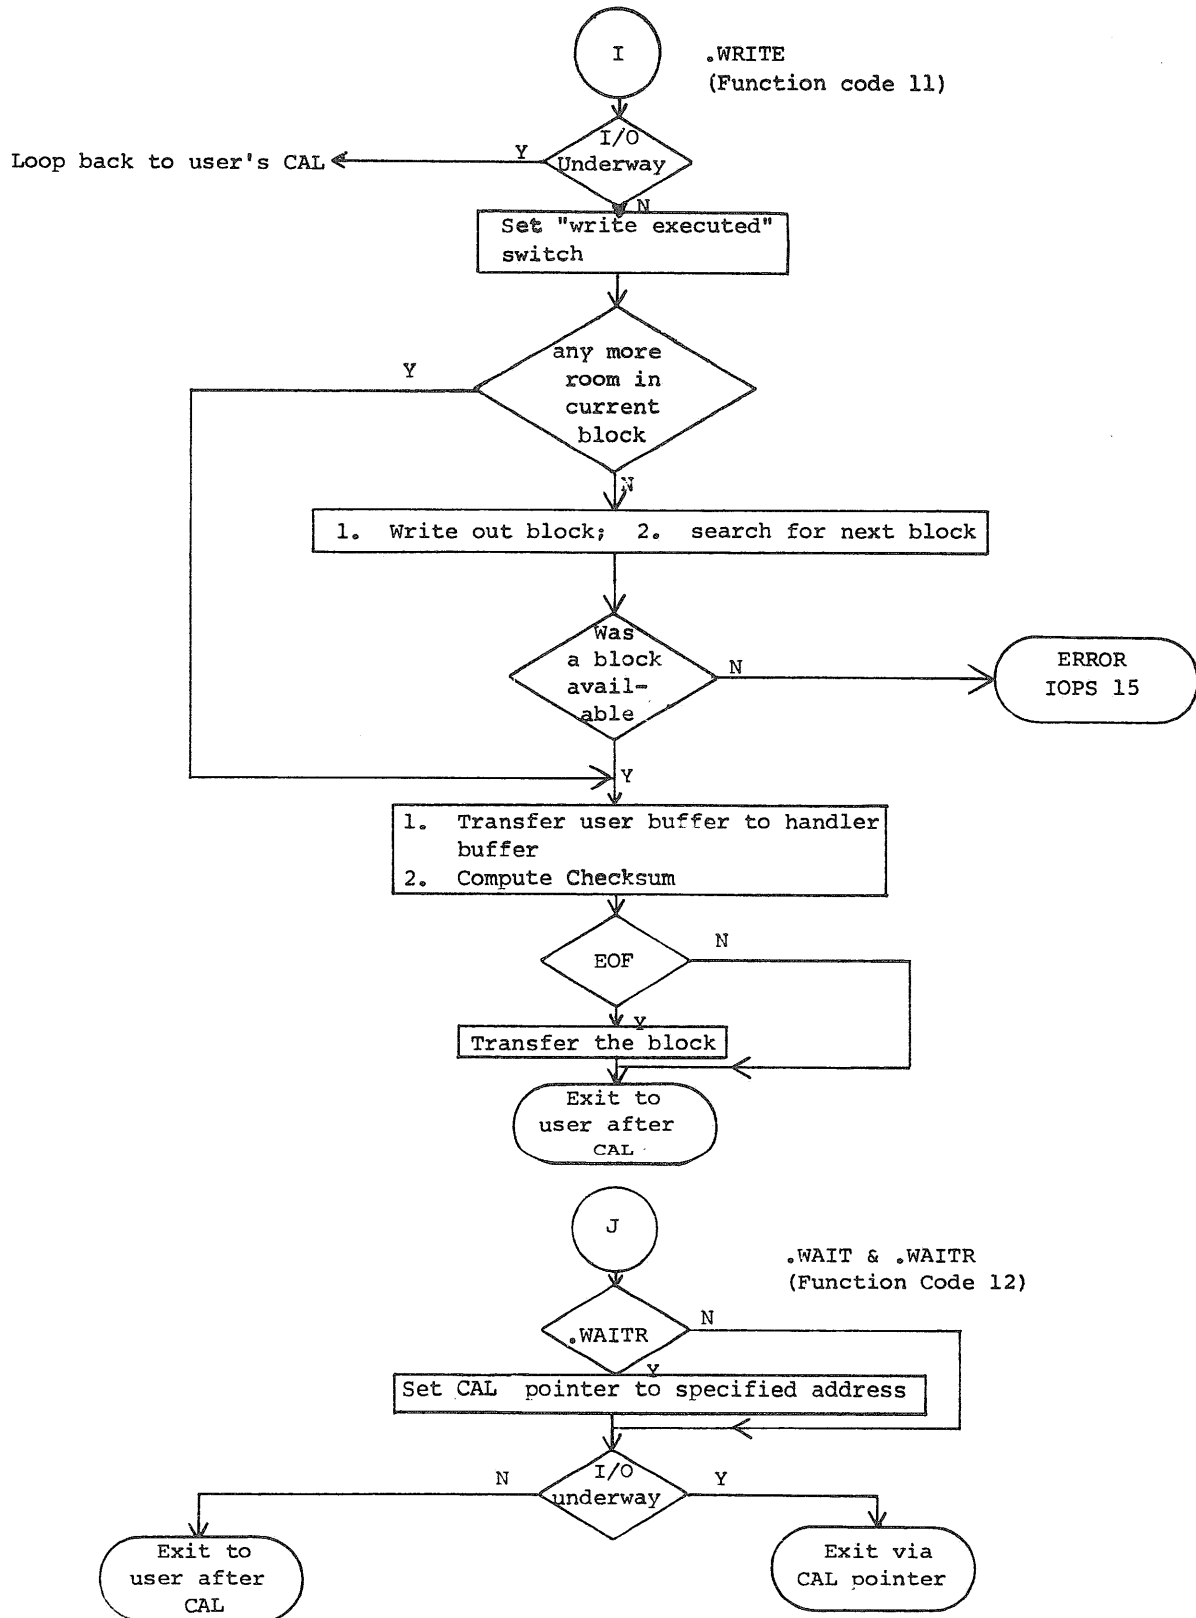 I
.WRITE
(Function code 11)
I/O
Underway
Y
Loop back to user's CAL
N
Set "write executed"
switch
any more
room in
current
block
Y
N
1. Write out block; 2. search for next block
Was
a block
avail-
able
N
ERROR
IOPS 15
Y
1. Transfer user buffer to handler
buffer
2. Compute Checksum
EOF
N
Y
Transfer the block
Exit to
user after
CAL
J
.WAIT & .WAITR
(Function Code 12)
.WAITR
N
Y
Set CAL pointer to specified address
I/O
underway
N
Y
Exit to
user after
CAL
Exit via
CAL pointer